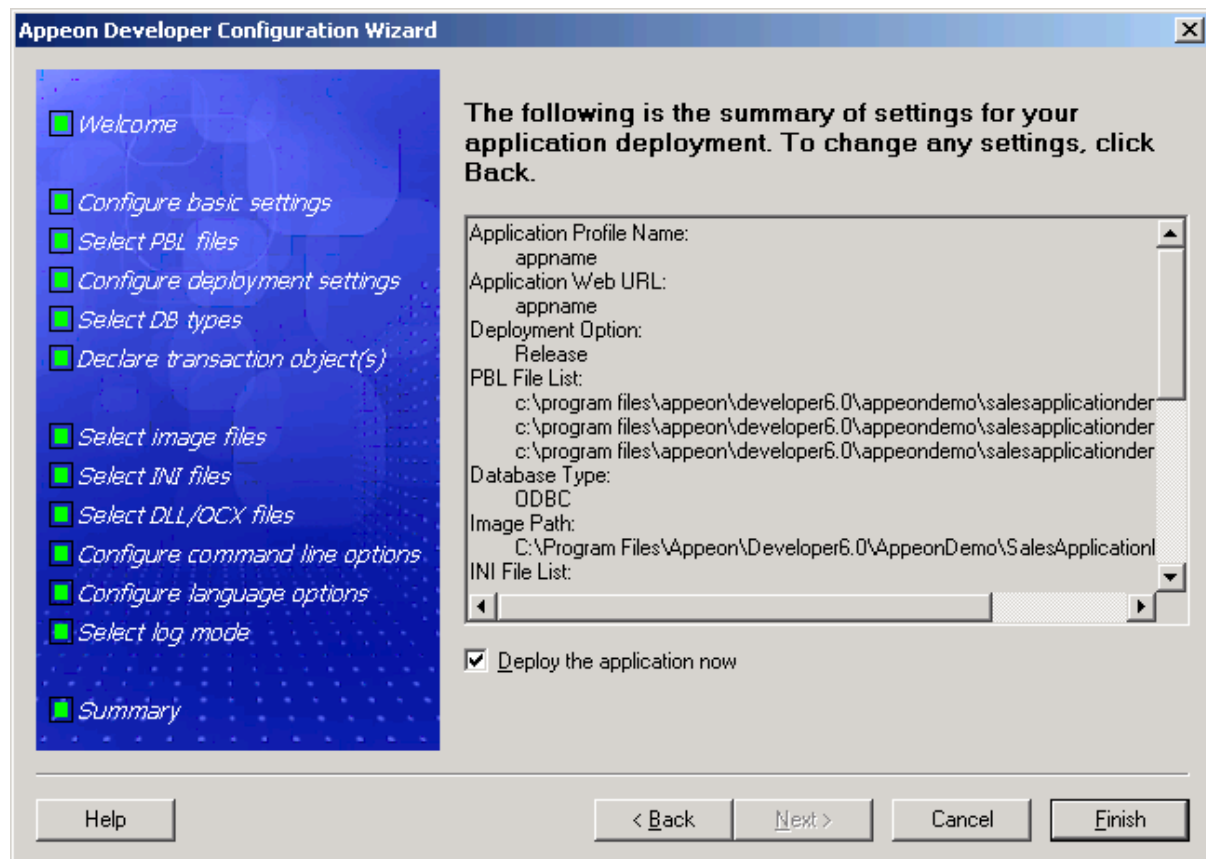 Appeon Developer Configuration Wizard
Welcome
Configure basic settings
Select PBL files
Configure deployment settings
Select DB types
Declare transaction object(s)
Select image files
Select INI files
Select DLL/OCX files
Configure command line options
Configure language options
Select log mode
Summary
The following is the summary of settings for your
application deployment. To change any settings, click
Back.
Application Profile Name:
appname
Application Web URL:
appname
Deployment Option:
Release
PBL File List:
c:\program files\appeon\developer6.0\appeondemo\salesapplicationder
c:\program files\appeon\developer6.0\appeondemo\salesapplicationder
c:\program files\appeon\developer6.0\appeondemo\salesapplicationder
Database Type:
ODBC
Image Path:
C:\Program Files\Appeon\Developer6.0\AppeonDemo\SalesApplicationI
INI File List:
Deploy the application now
Help
< Back
Next >
Cancel
Finish